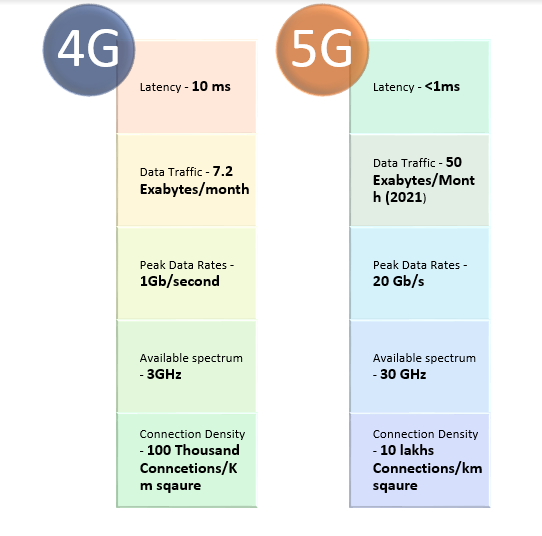 4G
Latency - 10 ms
Data Traffic - 7.2
Exabytes/month
Peak Data Rates -
1Gb/second
Available spectrum
- 3GHz
Connection Density
- 100 Thousand
Conncetions/K
m sqaure
5G
Latency - <1ms
Data Traffic - 50
Exabytes/Mont
h (2021)
Peak Data Rates -
20 Gb/s
Available spectrum
- 30 GHz
Connection Density
- 10 lakhs
Connections/km
sqaure